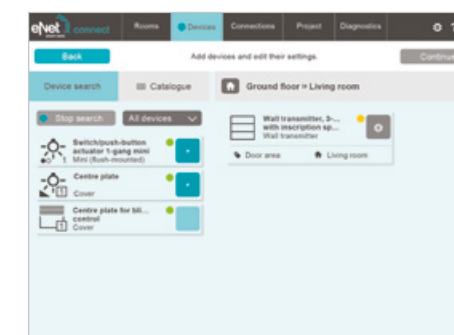 eNet connect
Rooms
Devices
Connections
Project
Diagnostics
?
Back
Add devices and edit their settings.
Continue
Device search
Catalogue
Ground floor » Living room
Stop search
All devices
Switch/push-button
actuator 1-gang mini
Mini (flush-mounted)
1
Centre plate
Cover
1
Centre plate for bli...
control
Cover
1
Wall transmitter, 3-...
with inscription sp...
Wall transmitter
Door area
Living room